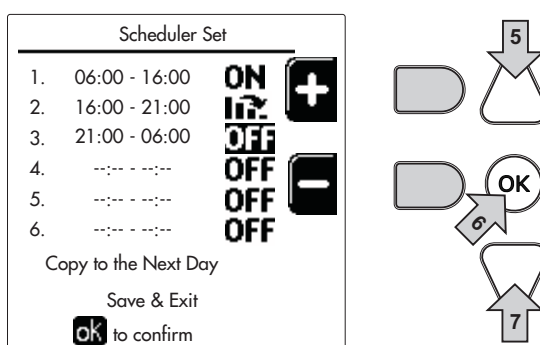 Scheduler Set
1. 06:00 - 16:00 ON
2. 16:00 - 21:00
3. 21:00 - 06:00 OFF
4. --:-- - --:-- OFF
5. --:-- - --:-- OFF
6. --:-- - --:-- OFF
Copy to the Next Day
Save & Exit
ok to confirm
+
-
5
OK
6
7